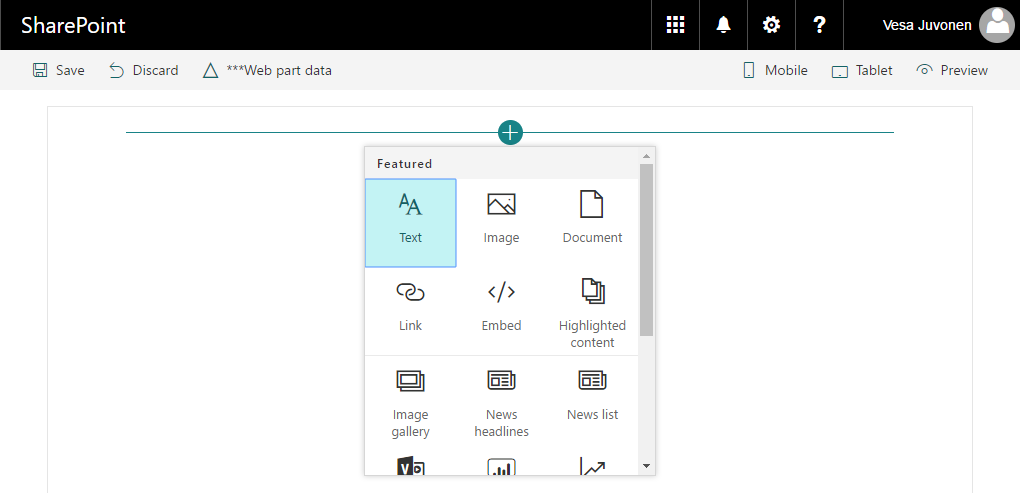 SharePoint
?
Vesa Juvonen
Save
Discard
***Web part data
Mobile
Tablet
Preview
Featured
Text
Image
Document
Link
Embed
Highlighted
content
Image
gallery
News
headlines
News list